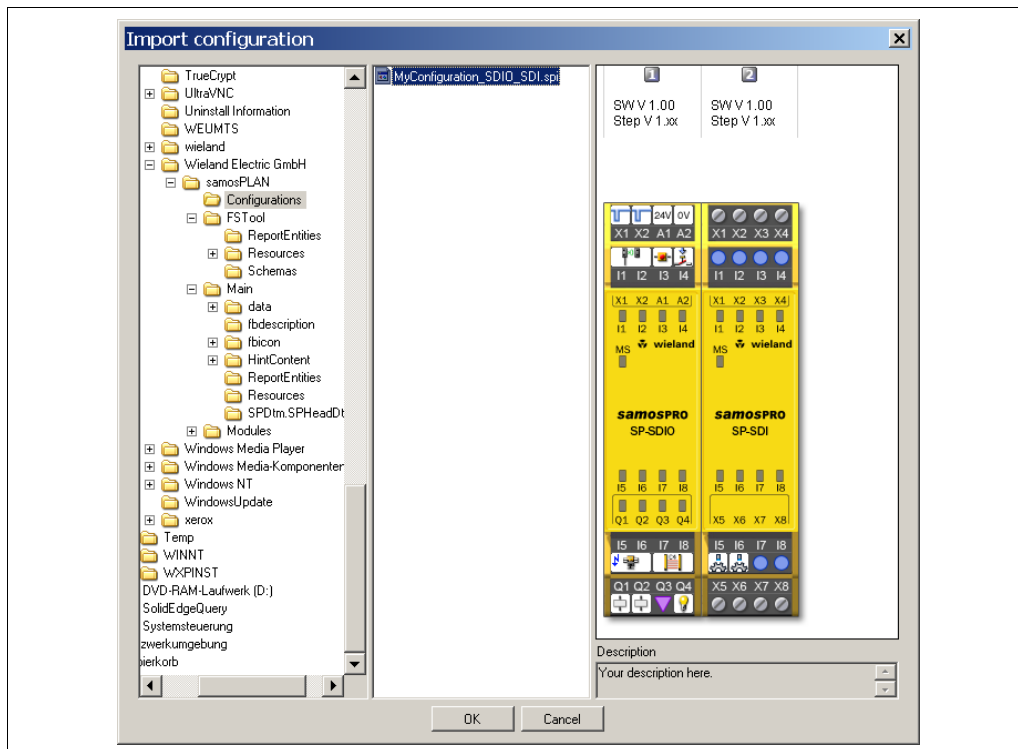 Import configuration
TrueCrypt
UltraVNC
Uninstall Information
WEUMTS
wieland
Wieland Electric GmbH
samosPLAN
Configurations
FSTool
ReportEntities
Resources
Schemas
Main
data
fbdescription
fbicon
HintContent
ReportEntities
Resources
SPDtm.SPHeadDt
Modules
Windows Media Player
Windows Media-Komponenter
Windows NT
WindowsUpdate
xerox
Temp
WINNT
WXPINST
DVD-RAM-Laufwerk (D:)
SolidEdgeQuery
Systemsteuerung
zwerkumgebung
pierkorb
MyConfiguration_SDIO_SDI.spi
1 2
SW V 1.00 SW V 1.00
Step V 1.xx Step V 1.xx
24V 0V
X1 X2 A1 A2 X1 X2 X3 X4
I1 I2 I3 I4 I1 I2 I3 I4
X1 X2 A1 A2 X1 X2 X3 X4
I1 I2 I3 I4 I1 I2 I3 I4
MS wieland MS wieland
samosPRO samosPRO
SP-SDIO SP-SDI
I5 I6 I7 I8 I5 I6 I7 I8
Q1 Q2 Q3 Q4 X5 X6 X7 X8
I5 I6 I7 I8 I5 I6 I7 I8
Q1 Q2 Q3 Q4 X5 X6 X7 X8
Description
Your description here.
OK Cancel